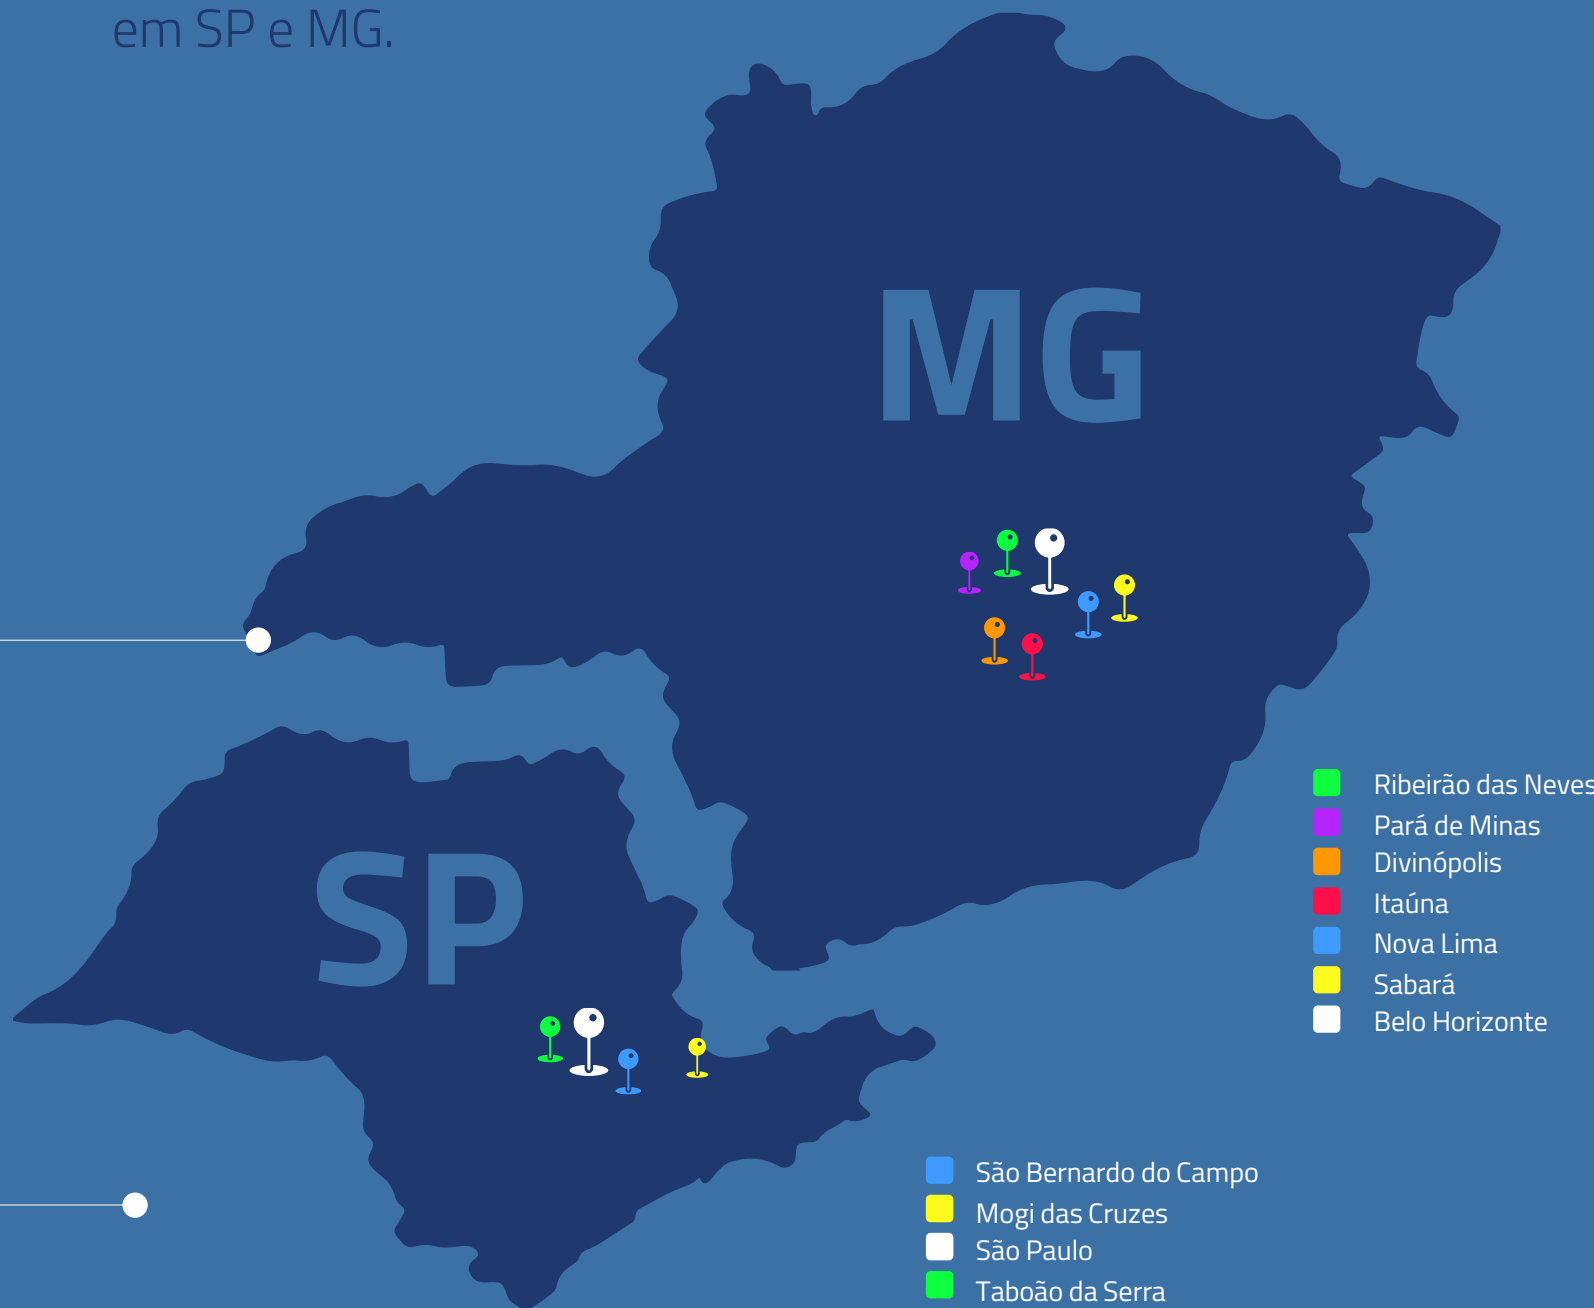 em SP e MG.
MG
SP
Ribeirão das Neves
Pará de Minas
Divinópolis
Itaúna
Nova Lima
Sabará
Belo Horizonte
São Bernardo do Campo
Mogi das Cruzes
São Paulo
Taboão da Serra